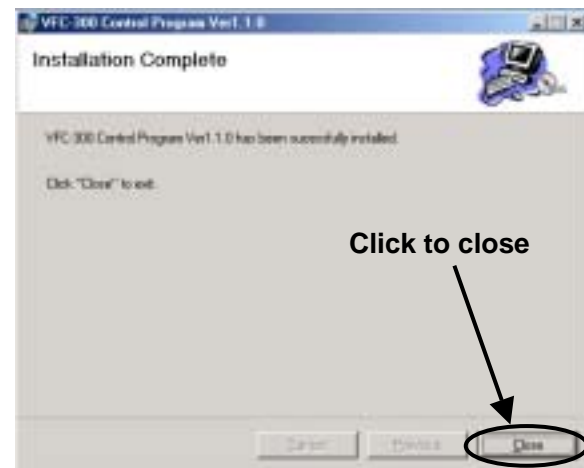 VFC-300 Control Program Ver1.1.0
Installation Complete
VFC-300 Control Program Ver1.1.0 has been successfully installed.
Click "Close" to exit.
Click to close
Cancel Previous Close